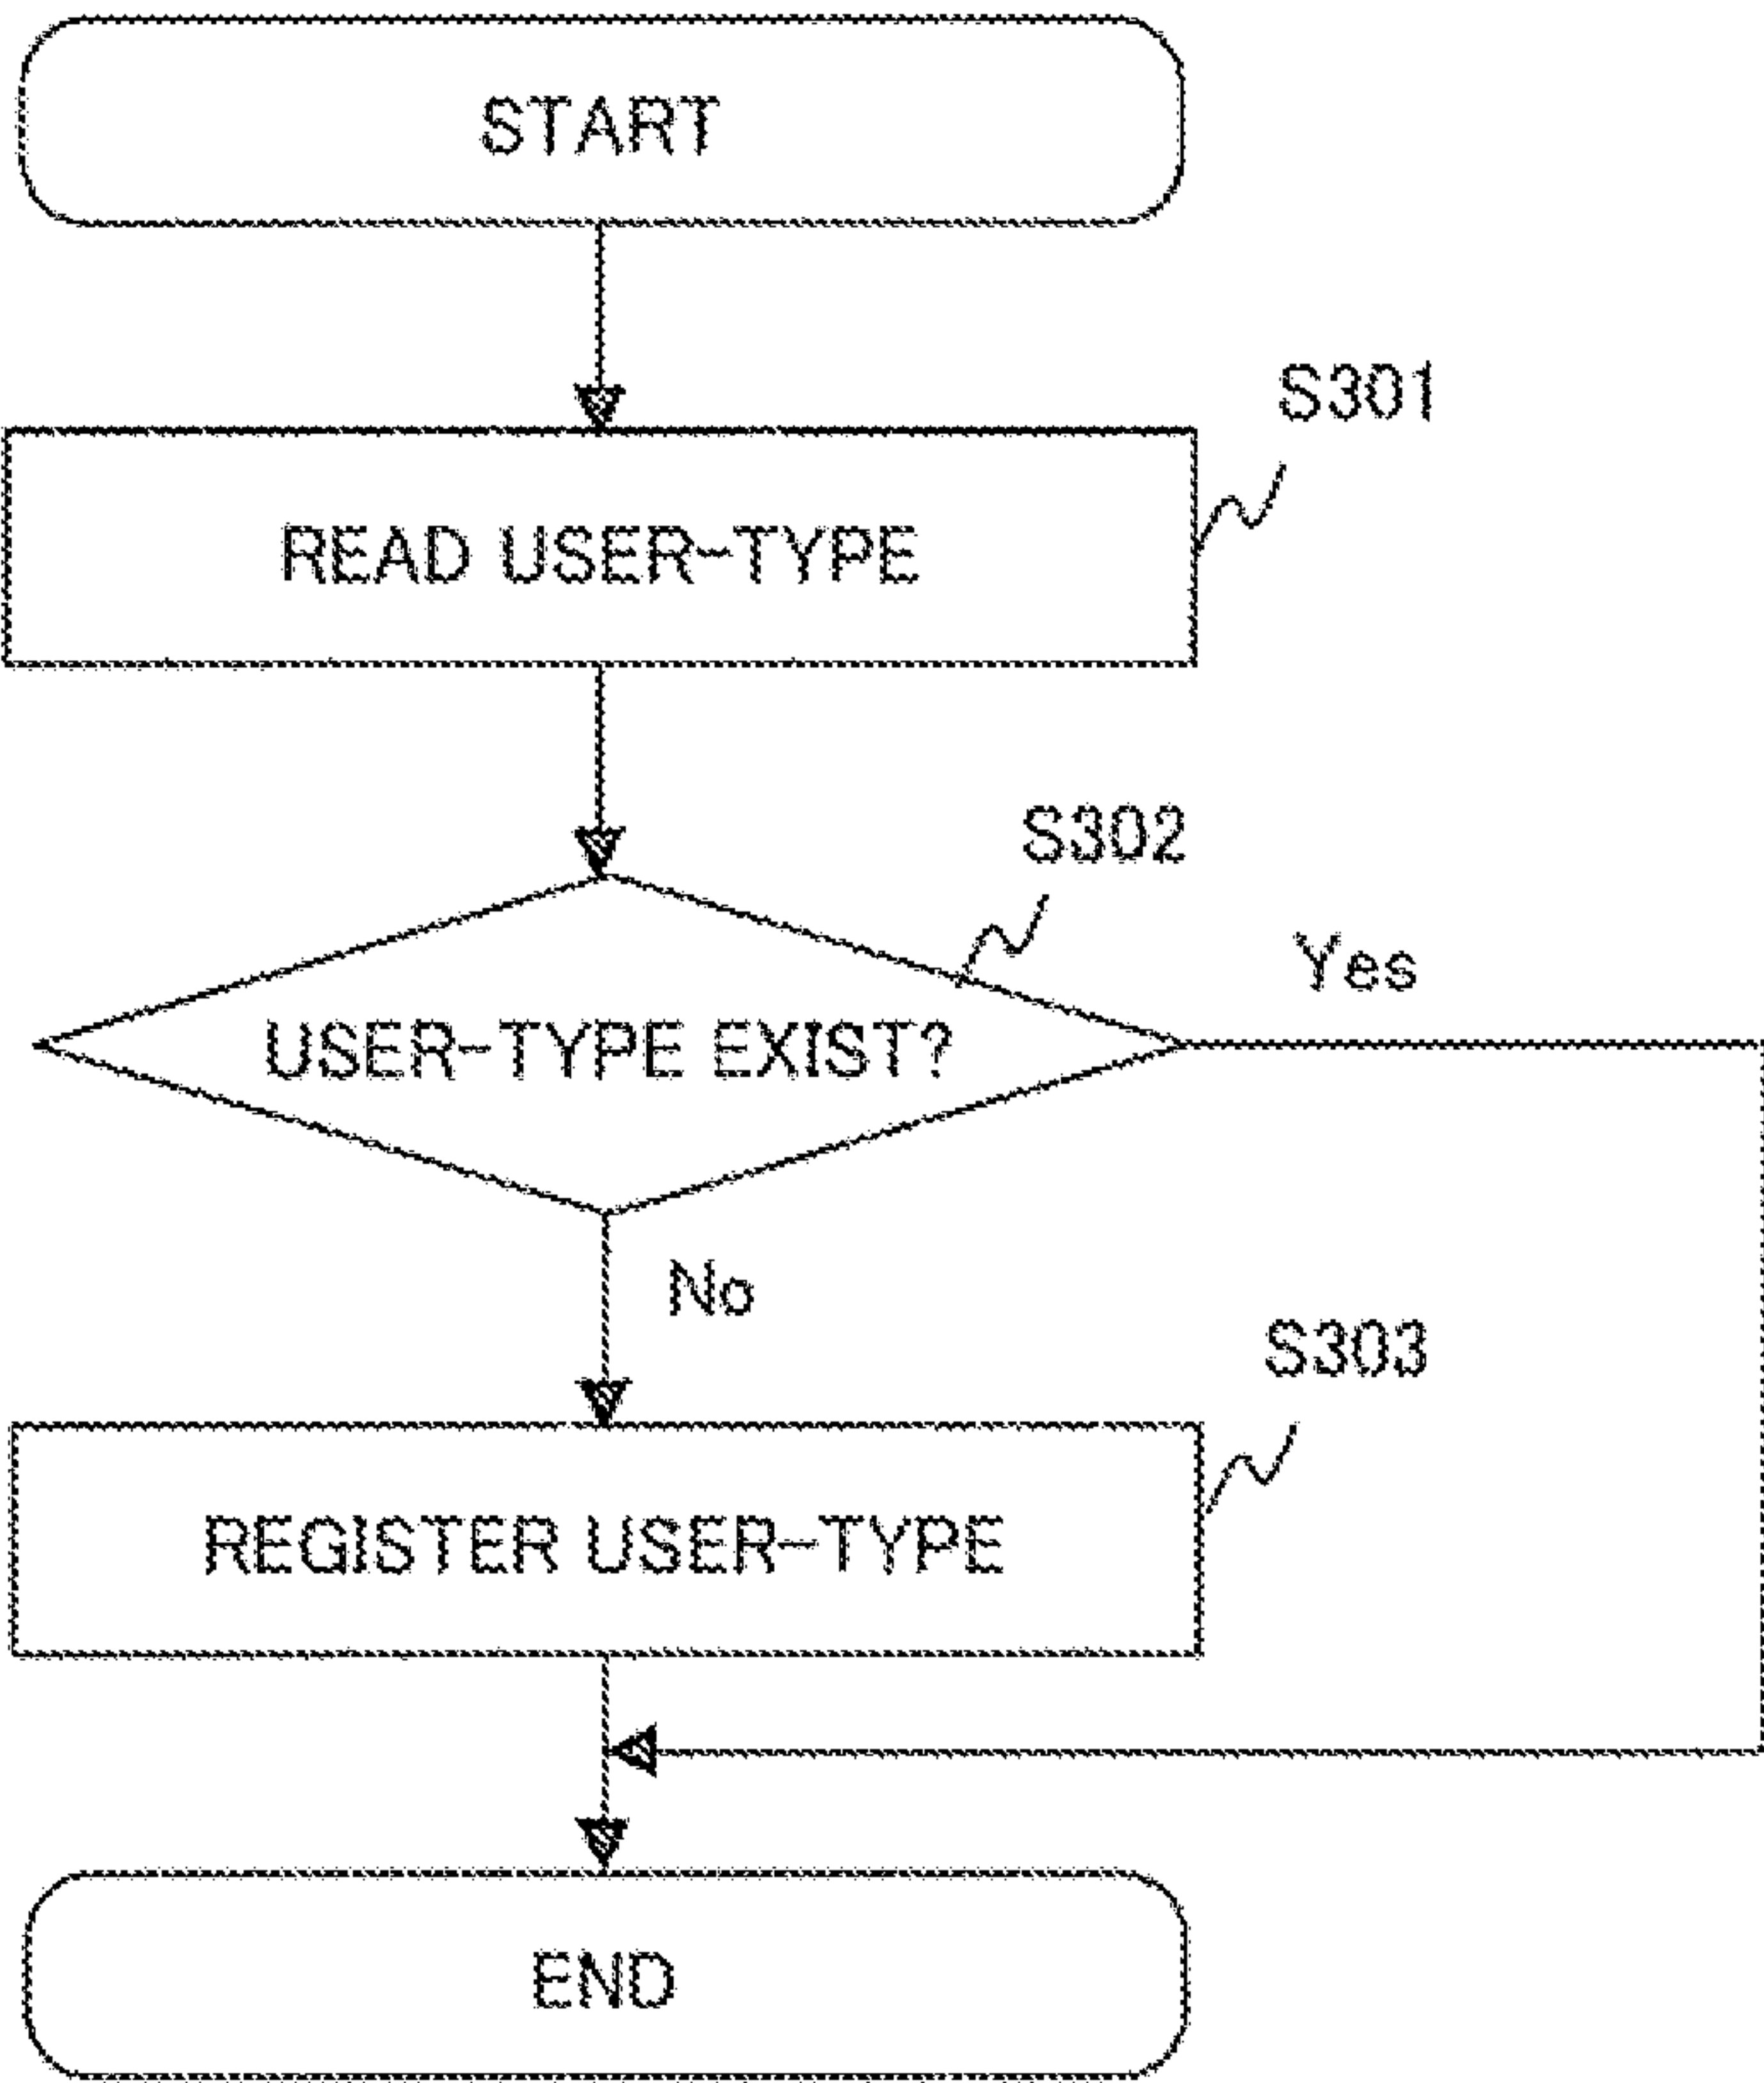 START
S301
READ USER-TYPE
S302
Yes
USER-TYPE EXIST?
No
S303
REGISTER USER-TYPE
END